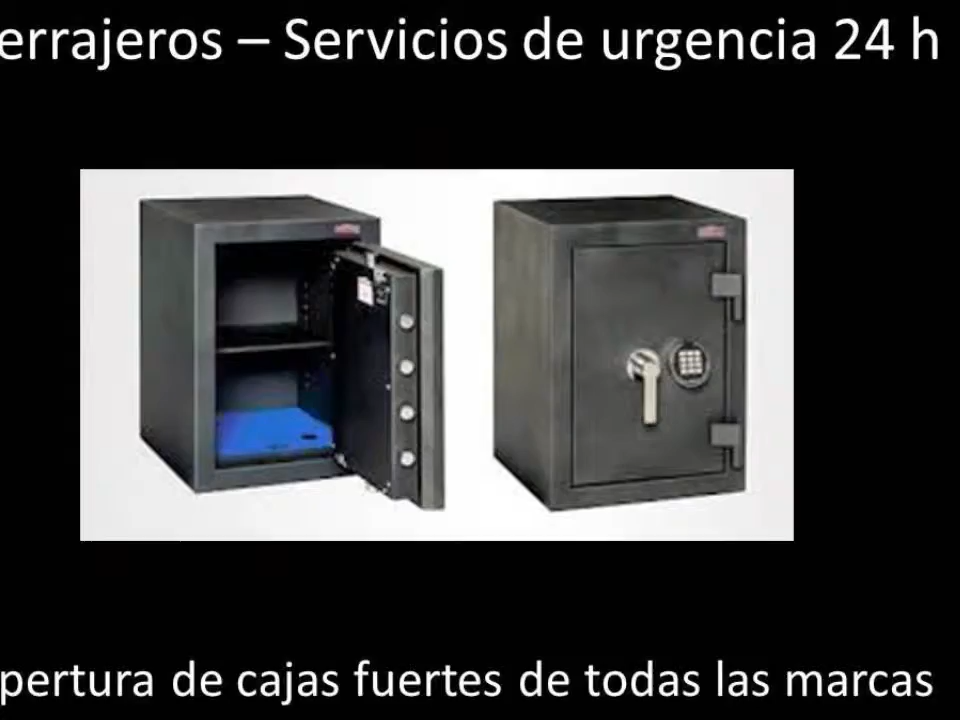 errajeros – Servicios de urgencia 24 h
pertura de cajas fuertes de todas las marcas